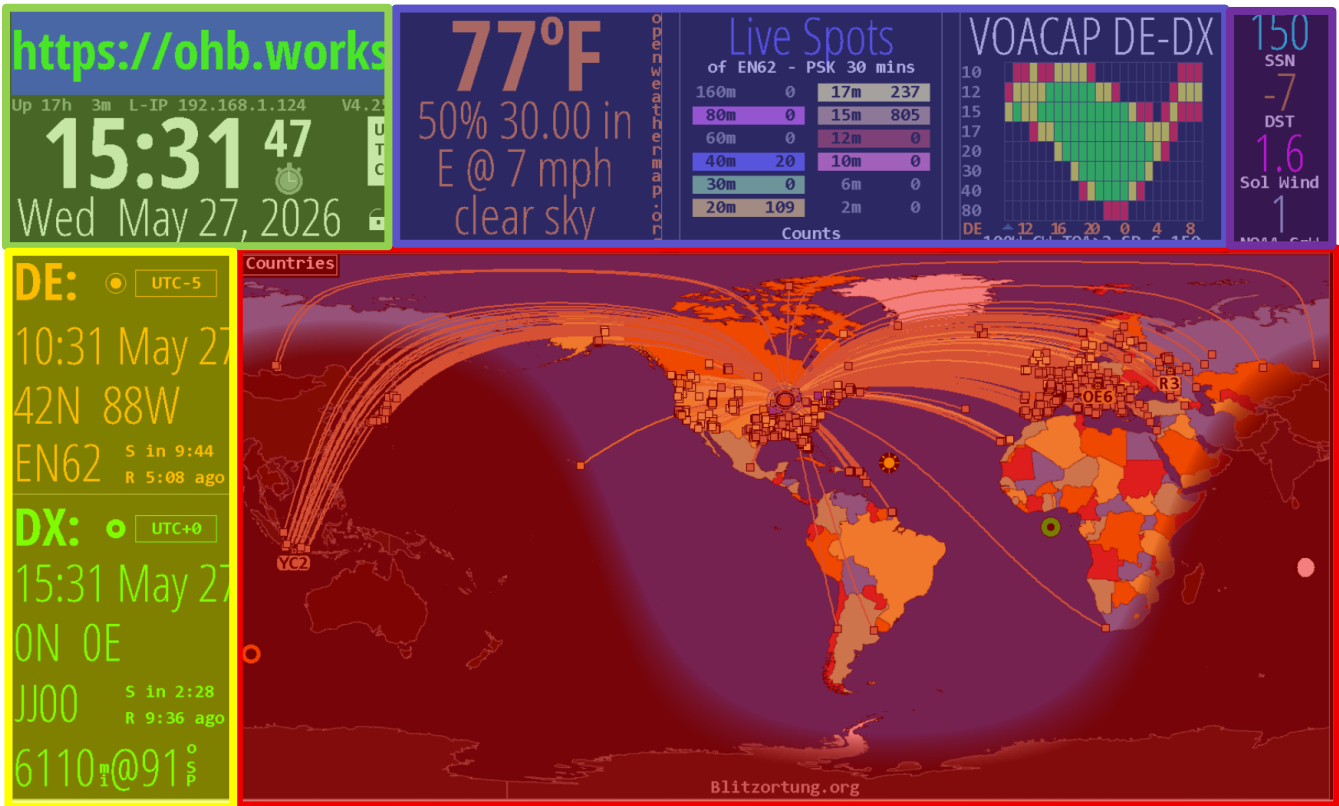 https://ohb.works
Up 17h 3m L-IP 192.168.1.124 V4.25
15:31 47
UTC
Wed May 27, 2026
77°F
50% 30.00 in
E @ 7 mph
clear sky
openweathermap.or
Live Spots
of EN62 - PSK 30 mins
160m 0 17m 237
80m 0 15m 805
60m 0 12m 0
40m 20 10m 0
30m 0 6m 0
20m 109 2m 0
Counts
VOACAP DE-DX
10
12
15
17
20
30
40
80
DE 12 16 20 0 4 8
150
SSN
-7
DST
1.6
Sol Wind
1
DE: UTC-5
10:31 May 27
42N 88W
EN62
S in 9:44
R 5:08 ago
DX: UTC+0
15:31 May 27
0N 0E
JJ00
S in 2:28
R 9:36 ago
6110mi@91°SP
Countries
R3
OE6
YC2
Blitzortung.org